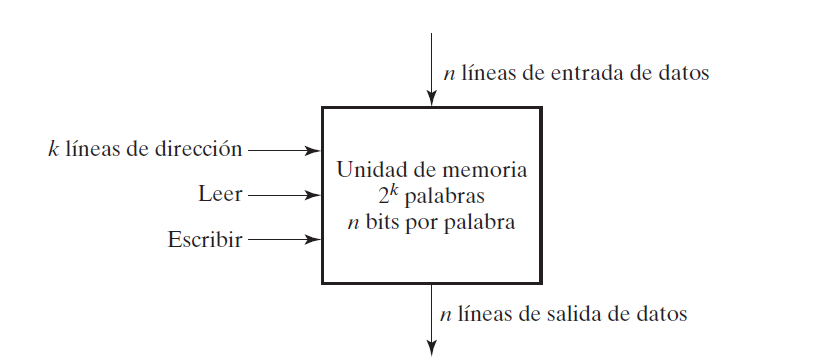 n líneas de entrada de datos
k líneas de dirección
Leer
Escribir
Unidad de memoria
2ᵏ palabras
n bits por palabra
n líneas de salida de datos